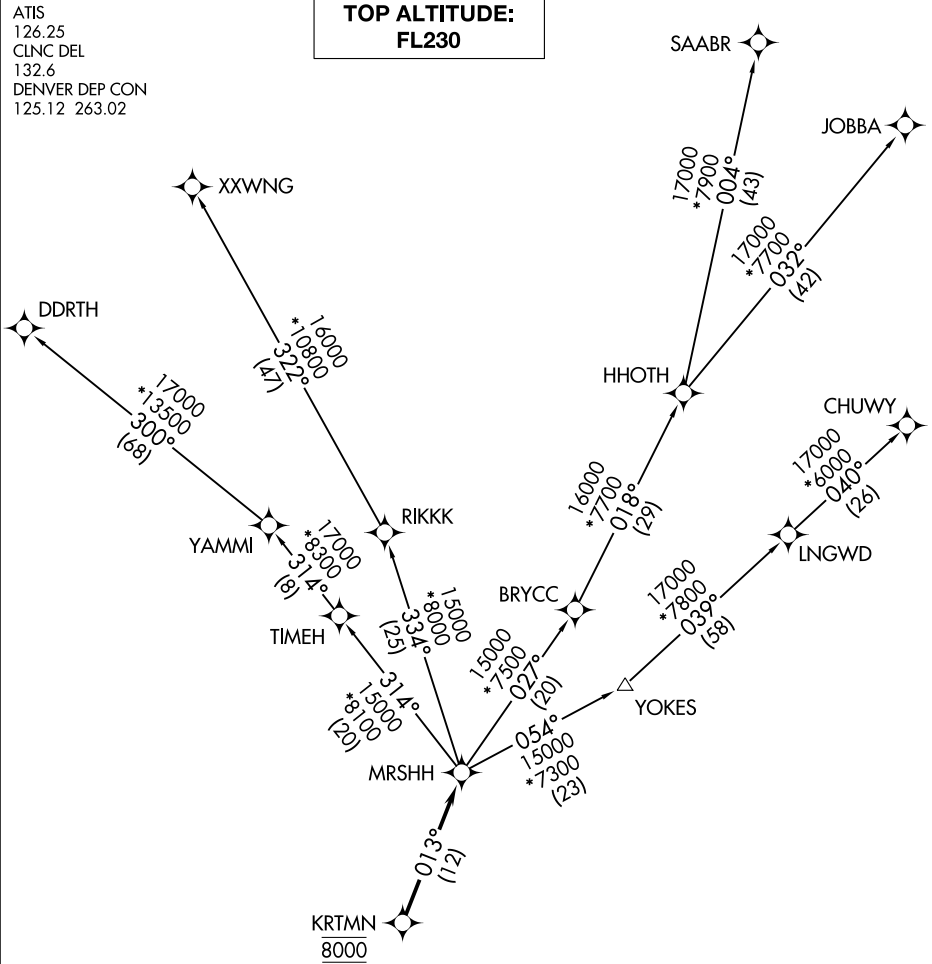 ATIS
126.25
CLNC DEL
132.6
DENVER DEP CON
125.12 263.02
TOP ALTITUDE:
FL230
SAABR
JOBBA
17000
*7900
004°
(43)
XXWNG
17000
*7700
032°
(42)
DDRTH
16000
*10800
322°
(47)
HHOTH
17000
*13500
300°
(68)
CHUWY
17000
*6000
040°
(26)
16000
*7700
018°
(29)
RIKKK
YAMMI
17000
*8300
314°
(8)
LNGWD
BRYCC
17000
*7800
039°
(58)
TIMEH
15000
*8000
334°
(25)
15000
*7500
027°
(20)
314°
15000
*8100
(20)
YOKES
054°
15000
*7300
(23)
MRSHH
013°
(12)
KRTMN
8000